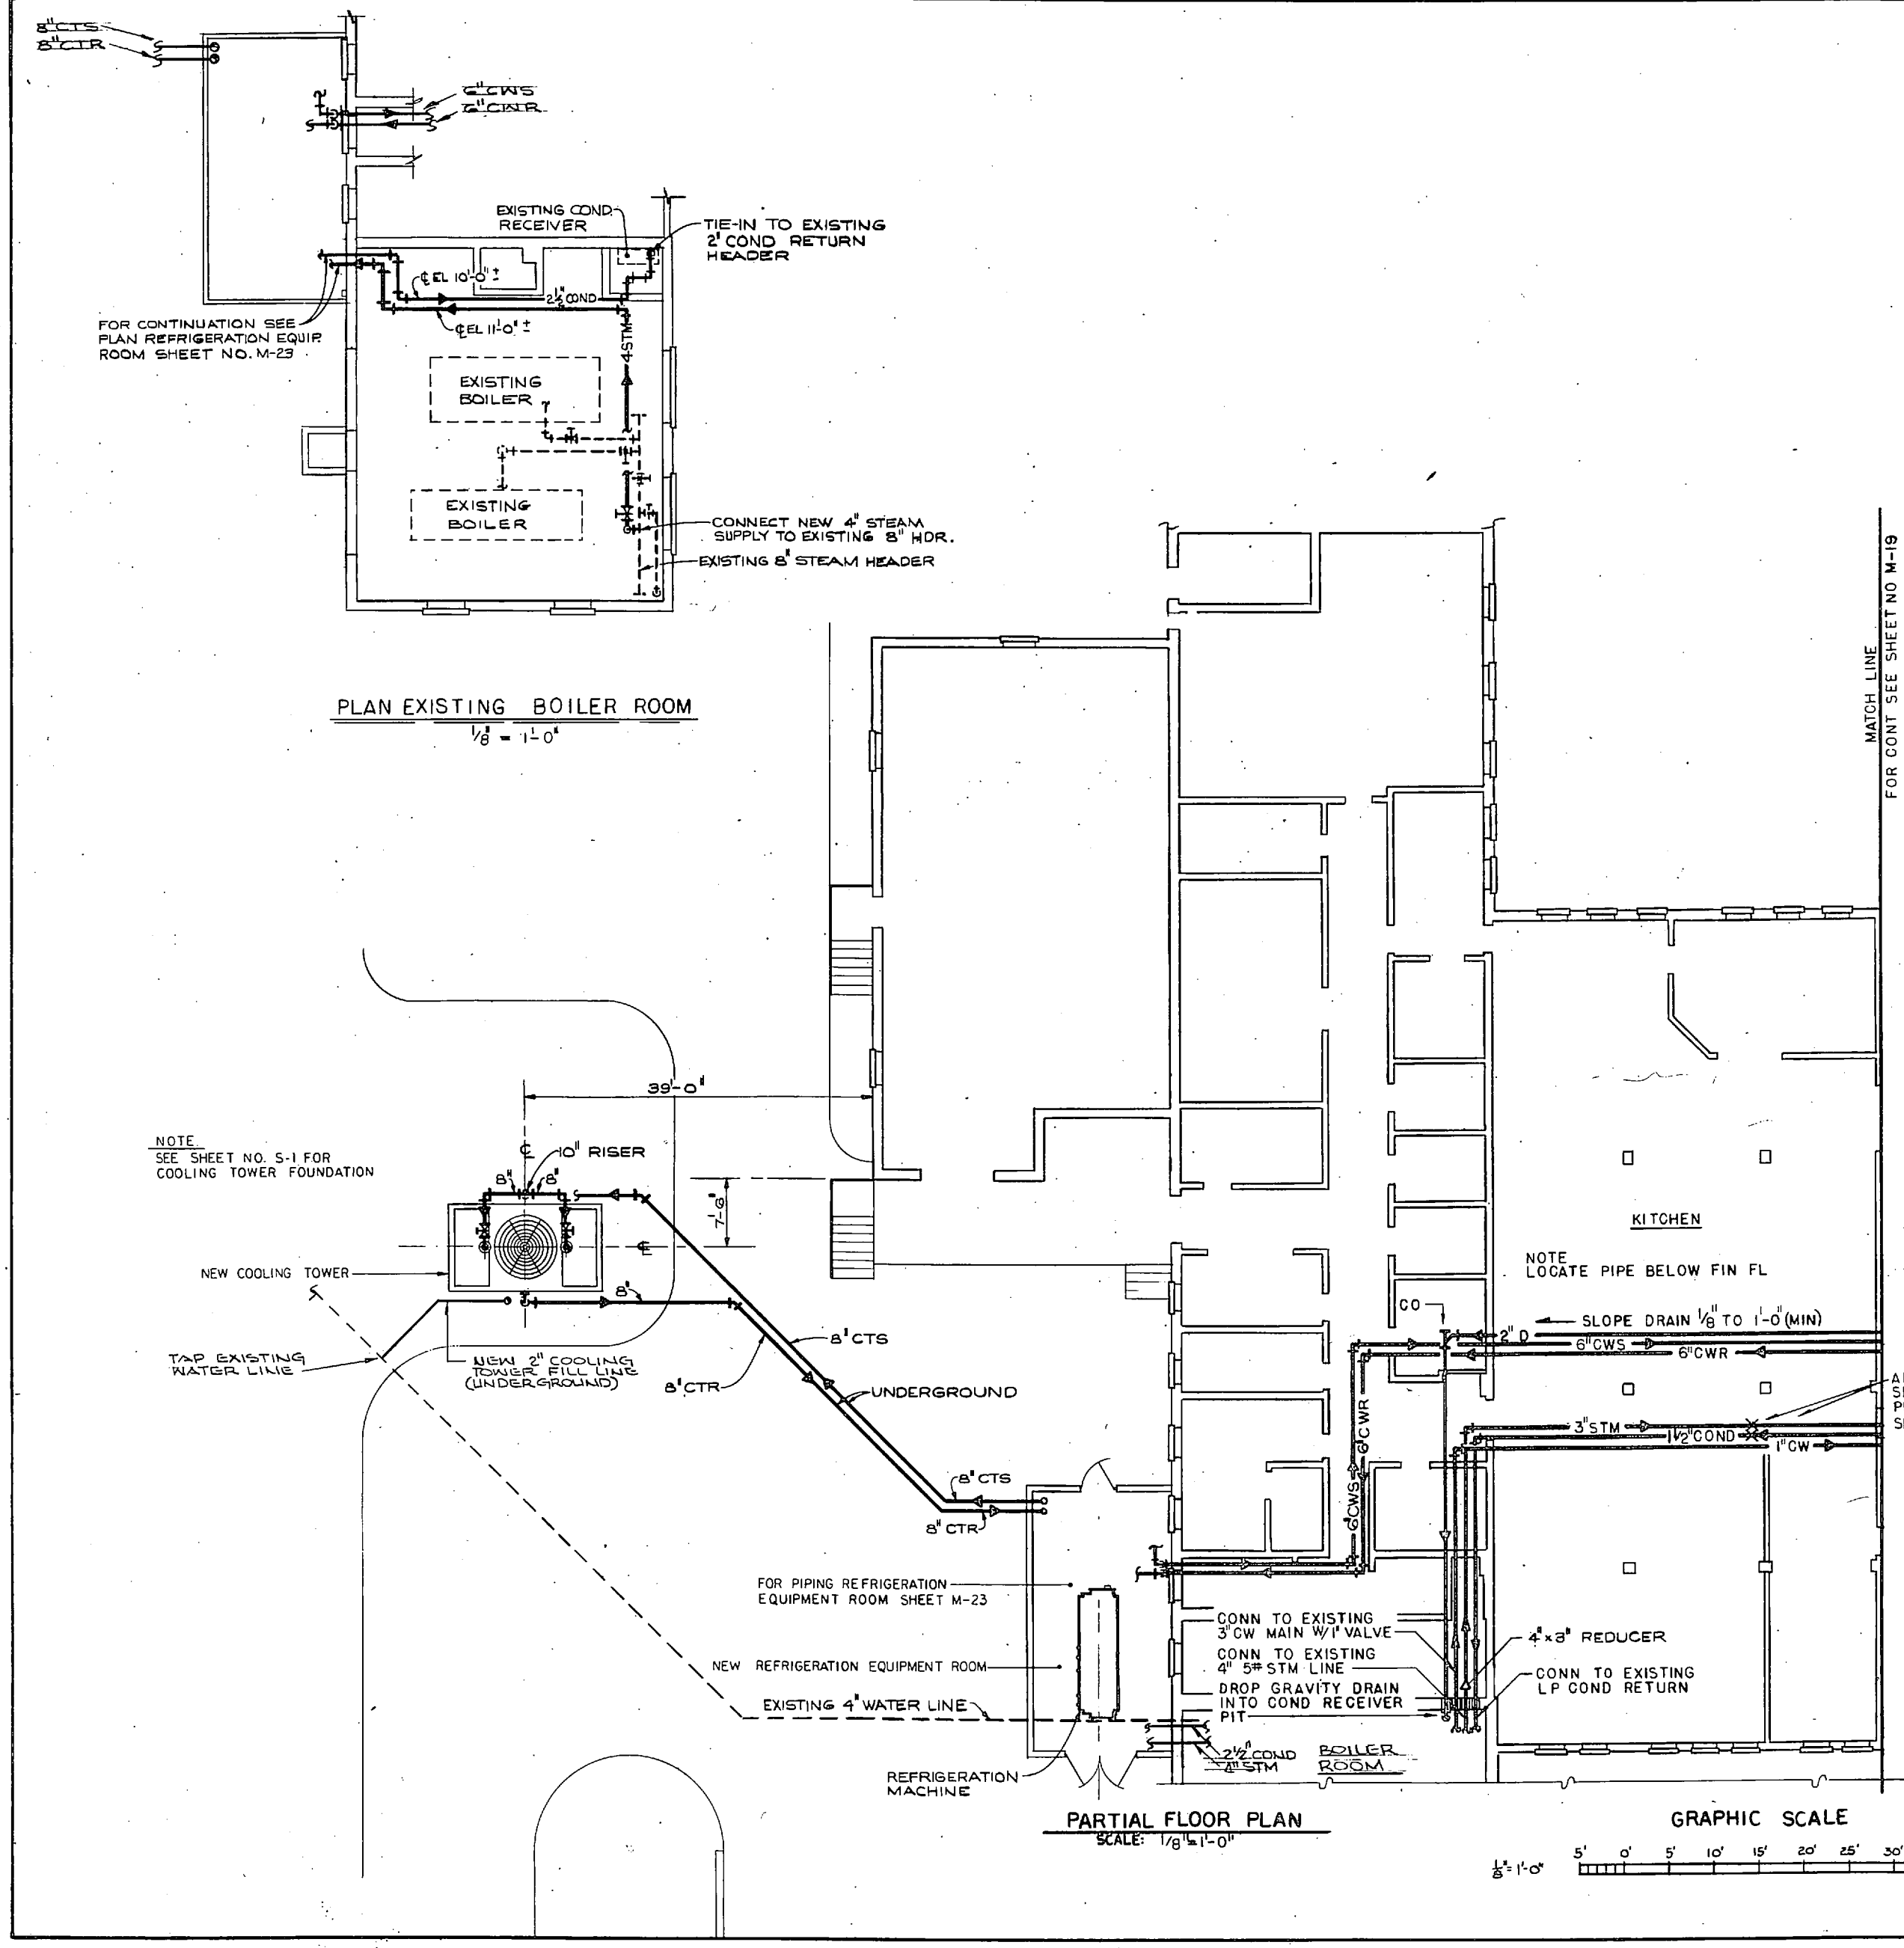 8" CTS
8" CTR
6" CWS
6" CWR
EXISTING COND.
RECEIVER
TIE-IN TO EXISTING
2" COND RETURN
HEADER
℄ EL 10'-0" ±
2½" COND
℄ EL 11'-0" ±
FOR CONTINUATION SEE
PLAN REFRIGERATION EQUIP.
ROOM SHEET NO. M-23
4" STM
EXISTING
BOILER
EXISTING
BOILER
CONNECT NEW 4" STEAM
SUPPLY TO EXISTING 8" HDR.
EXISTING 8" STEAM HEADER
PLAN EXISTING BOILER ROOM
1/8" = 1'-0"
MATCH LINE
FOR CONT SEE SHEET NO M-19
39'-0"
NOTE
SEE SHEET NO. S-1 FOR
COOLING TOWER FOUNDATION
℄
10" RISER
8"
8"
7'-6"
℄
NEW COOLING TOWER
8"
TAP EXISTING
WATER LINE
NEW 2" COOLING
TOWER FILL LINE
(UNDERGROUND)
8" CTS
8" CTR
UNDERGROUND
8" CTS
8" CTR
KITCHEN
NOTE
LOCATE PIPE BELOW FIN FL
CO
SLOPE DRAIN 1/8" TO 1'-0" (MIN)
2" D
6" CWS
6" CWR
6" CWR
6" CWS
3" STM
1½" COND
1" CW
FOR PIPING REFRIGERATION
EQUIPMENT ROOM SHEET M-23
NEW REFRIGERATION EQUIPMENT ROOM
EXISTING 4" WATER LINE
REFRIGERATION
MACHINE
CONN TO EXISTING
3" CW MAIN W/1" VALVE
CONN TO EXISTING
4" 5# STM LINE
DROP GRAVITY DRAIN
INTO COND RECEIVER
PIT
4" x 3" REDUCER
CONN TO EXISTING
LP COND RETURN
2½" COND
4" STM
BOILER
ROOM
PARTIAL FLOOR PLAN
SCALE: 1/8" = 1'-0"
GRAPHIC SCALE
1/8" = 1'-0"
5' 0' 5' 10' 15' 20' 25' 30'